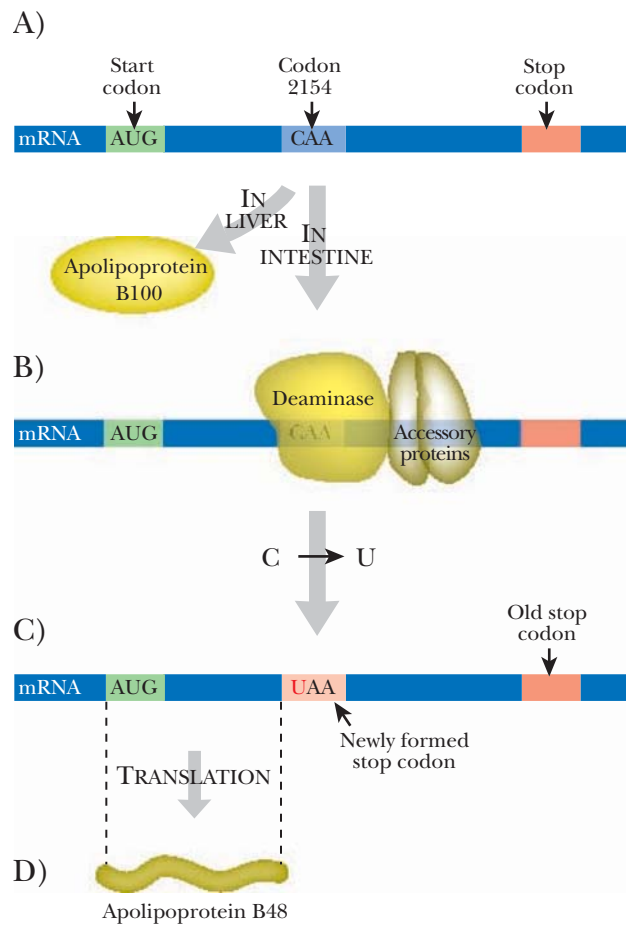 A)
Start
codon
Codon
2154
Stop
codon
mRNA
AUG
CAA
IN
LIVER
IN
INTESTINE
Apolipoprotein
B100
B)
Deaminase
mRNA
AUG
CAA
Accessory
proteins
C → U
C)
Old stop
codon
mRNA
AUG
UAA
Newly formed
stop codon
TRANSLATION
D)
Apolipoprotein B48